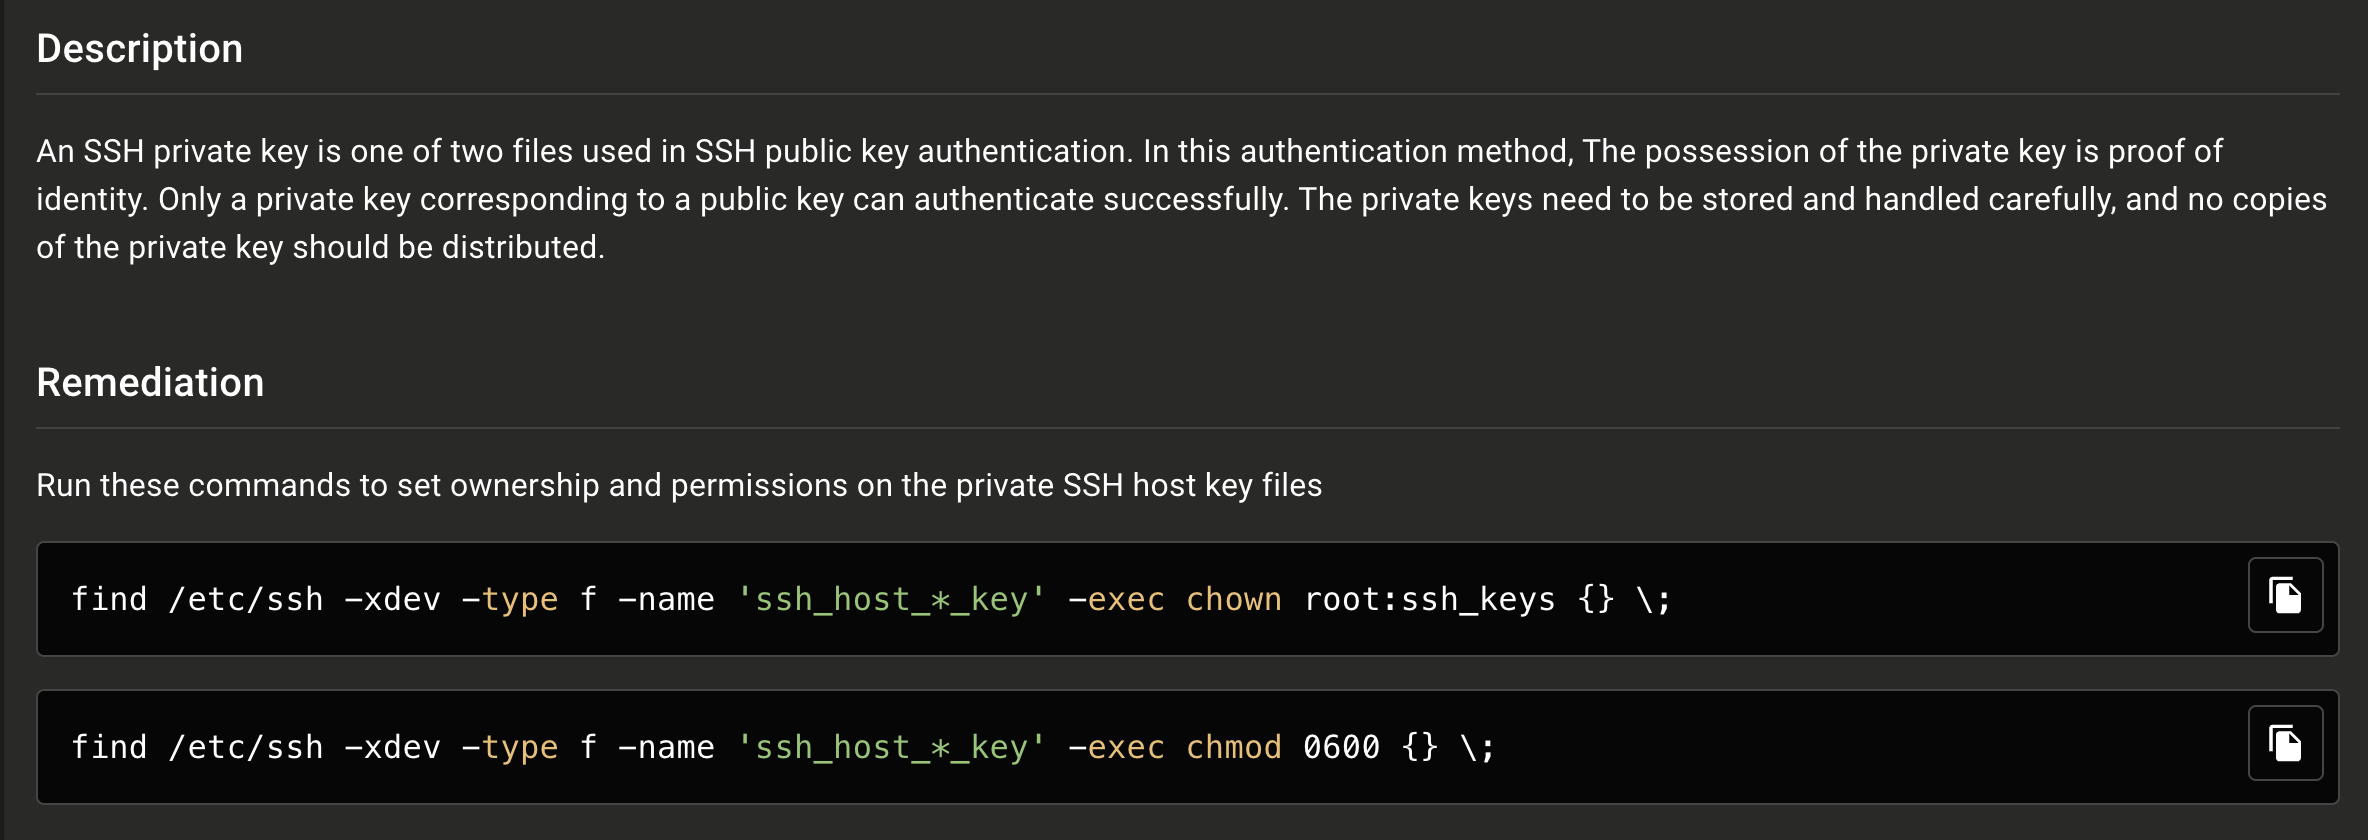 Description
An SSH private key is one of two files used in SSH public key authentication. In this authentication method, The possession of the private key is proof of
identity. Only a private key corresponding to a public key can authenticate successfully. The private keys need to be stored and handled carefully, and no copies
of the private key should be distributed.
Remediation
Run these commands to set ownership and permissions on the private SSH host key files
find /etc/ssh -xdev -type f -name 'ssh_host_*_key' -exec chown root:ssh_keys {} \;
find /etc/ssh -xdev -type f -name 'ssh_host_*_key' -exec chmod 0600 {} \;